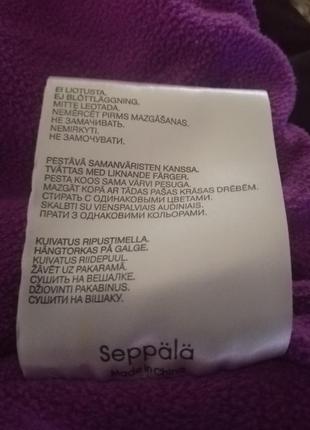 EI LIOTUSTA.
EJ BLÖTLÄGGNING.
MITTE LEOTADA.
NEMĒRCĒT PIRMS MAZGĀŠANAS.
НЕ ЗАМАЧИВАТЬ.
NEMIRKYTI.
НЕ ЗАМОЧУВАТИ.
PESTÄVÄ SAMANVÄRISTEN KANSSA.
TVÄTTAS MED LIKNANDE FÄRGER.
PESTA KOOS SAMA VÄRVI PESUGA.
MAZGĀT KOPĀ AR TĀDAS PAŠAS KRĀSAS DRĒBĒM.
СТИРАТЬ С ОДИНАКОВЫМИ ЦВЕТАМИ.
SKALBTI SU VIENSPALVIAIS AUDINIAIS.
ПРАТИ З ОДНАКОВИМИ КОЛЬОРАМИ.
KUIVATUS RIPUSTIMELLA.
HÄNGTORKAS PÅ GALGE.
KUIVATUS RIIDEPUUL.
ŽĀVĒT UZ PAKARAMĀ.
СУШИТЬ НА ВЕШАЛКЕ.
DŽIOVINTI PAKABINUS.
СУШИТИ НА ВІШАКУ.
Seppälä
Made in China